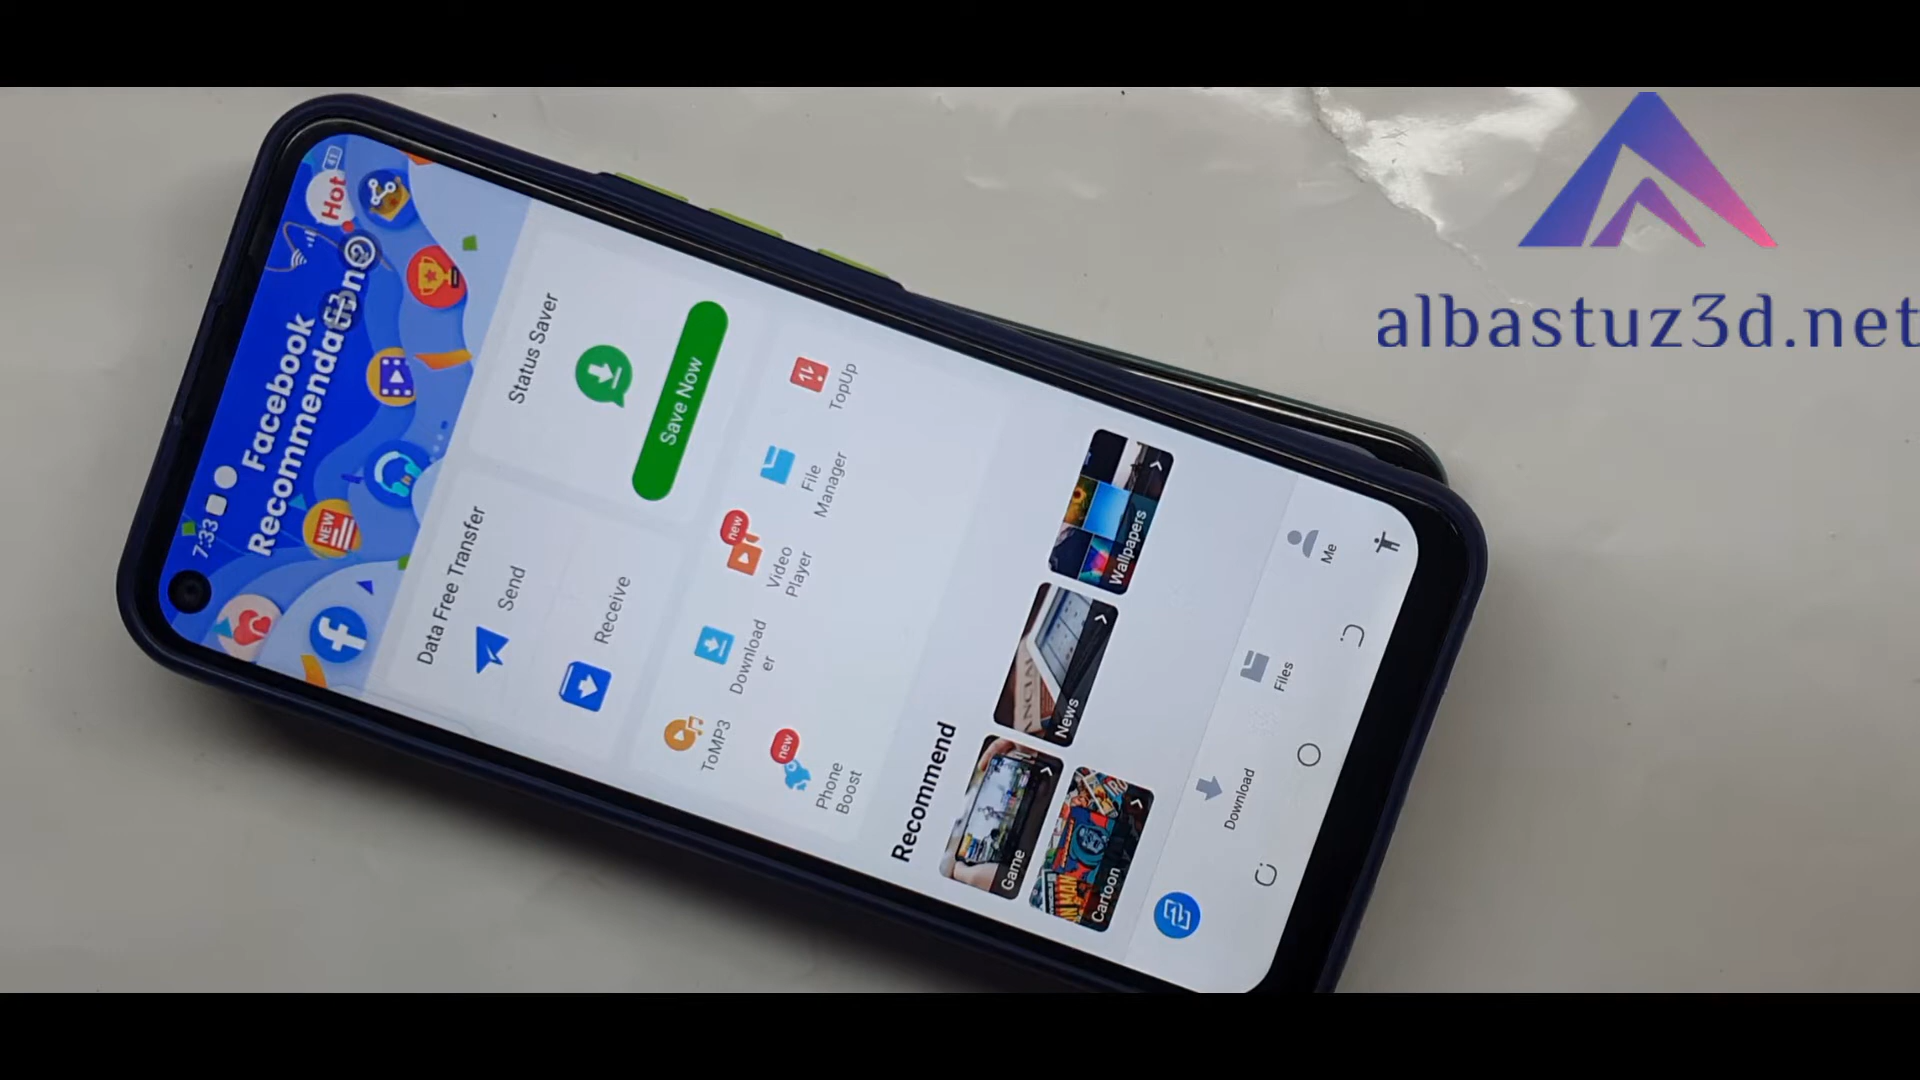 7:33
Hot
Facebook
Recommendations
NEW
Data Free Transfer
Send
Receive
Status Saver
Save Now
ToMP3
Download
er
new
Video
Player
File
Manager
TopUp
new
Phone
Boost
Recommend
Game
News
Wallpapers
Cartoon
Download
Files
Me
albastuz3d.net